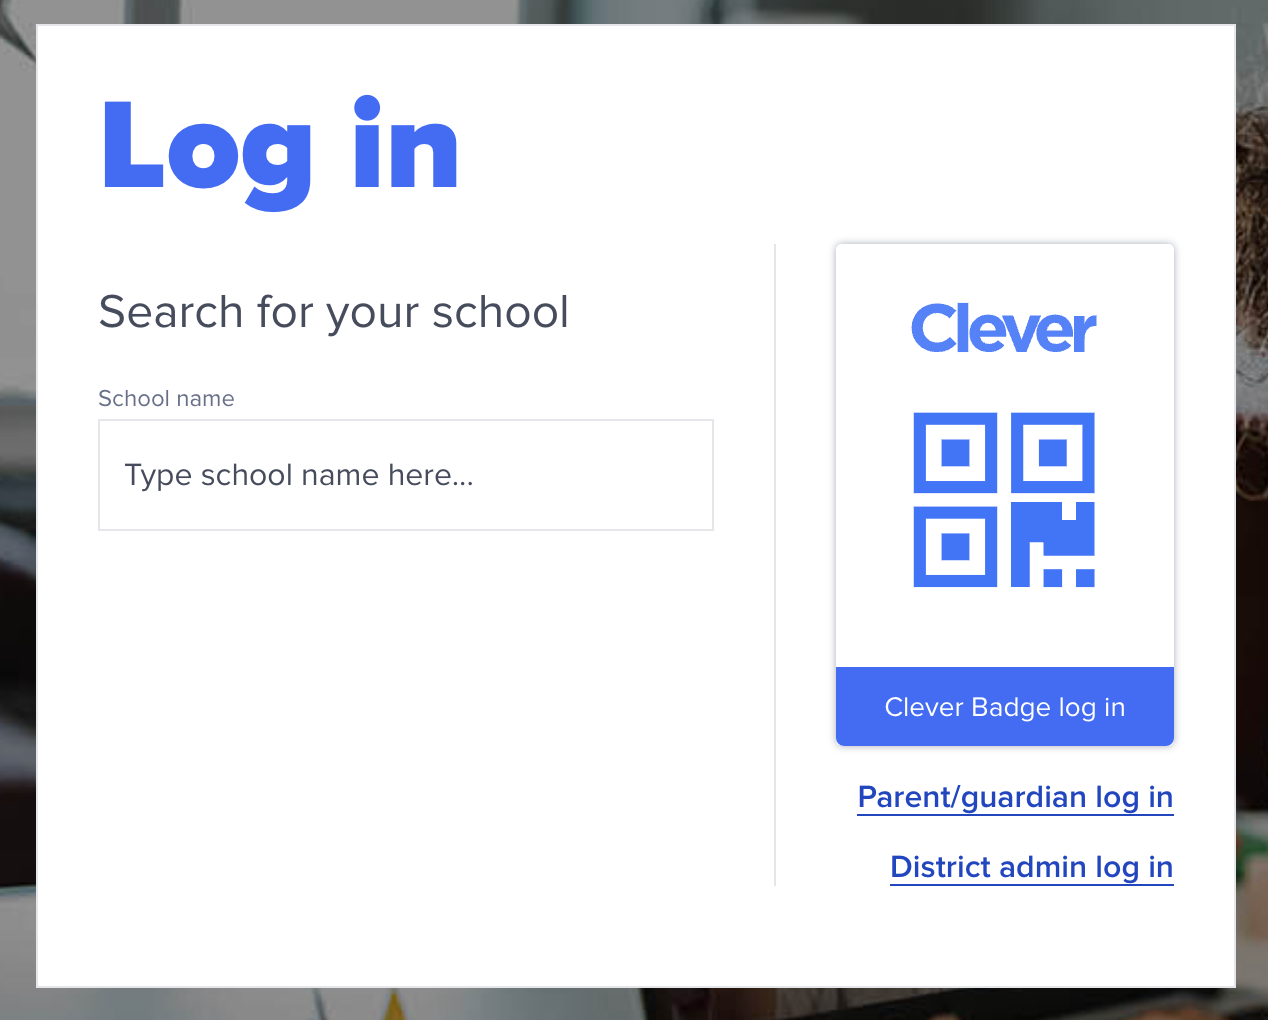 Log in
Search for your school
School name
Type school name here...
Clever
Clever Badge log in
Parent/guardian log in
District admin log in